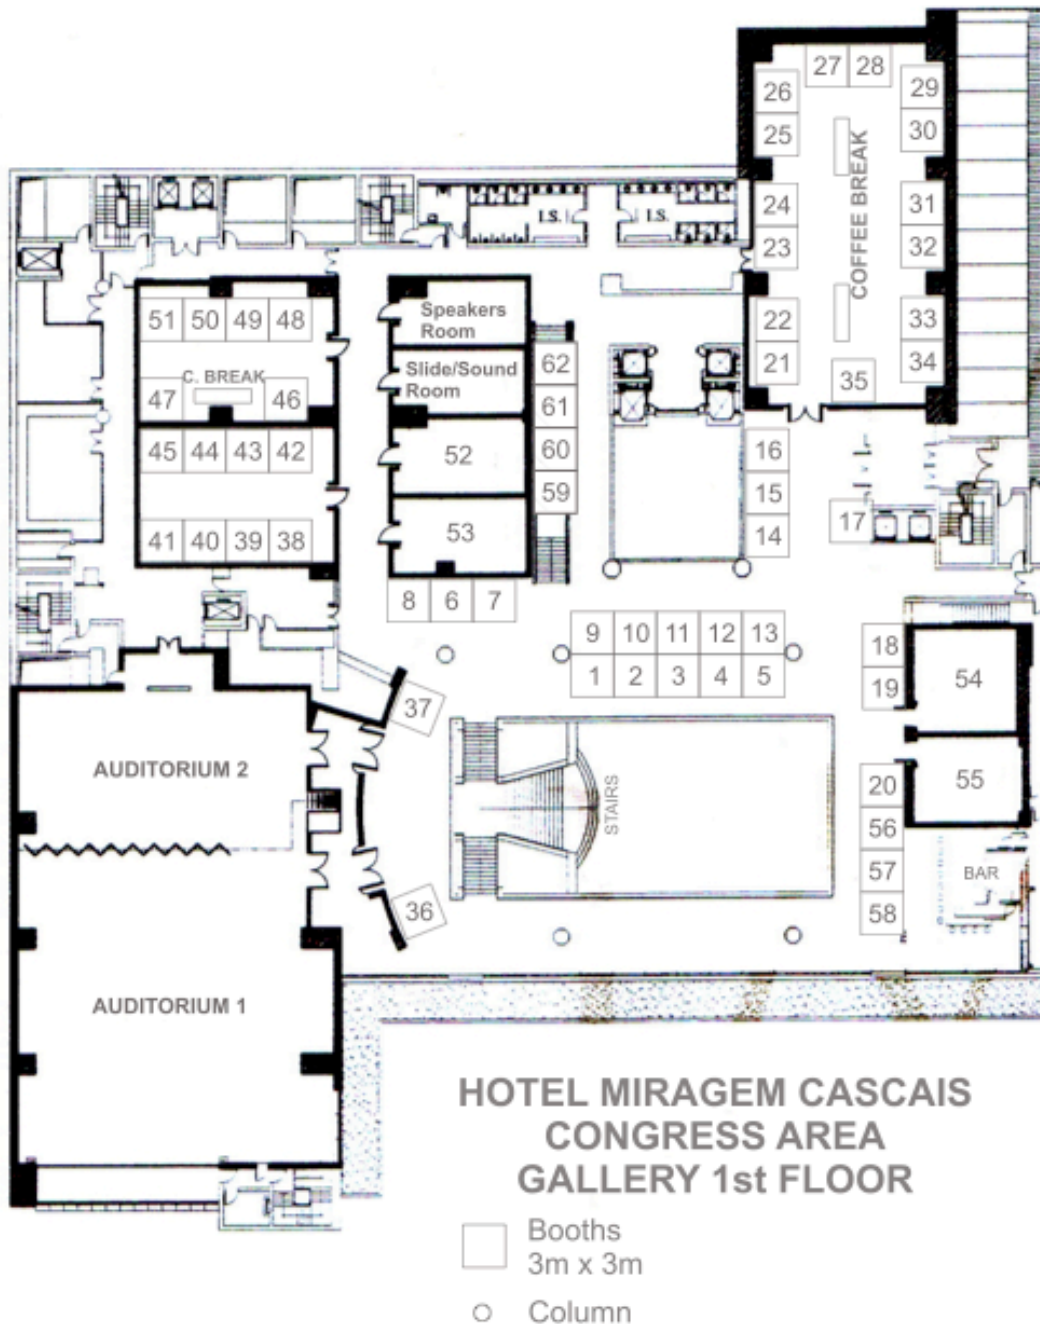 27 28
26
29
25
30
COFFEE BREAK
24
31
23
32
22
33
21
34
35
I.S.
I.S.
51 50 49 48
C. BREAK
47
46
45 44 43 42
41 40 39 38
Speakers
Room
Slide/Sound
Room
52
53
62
61
60
59
16
15
14
17
8 6 7
9 10 11 12 13
1 2 3 4 5
18
19
54
55
20
56
57
58
BAR
37
36
STAIRS
AUDITORIUM 2
AUDITORIUM 1
HOTEL MIRAGEM CASCAIS
CONGRESS AREA
GALLERY 1st FLOOR
Booths
3m x 3m
Column